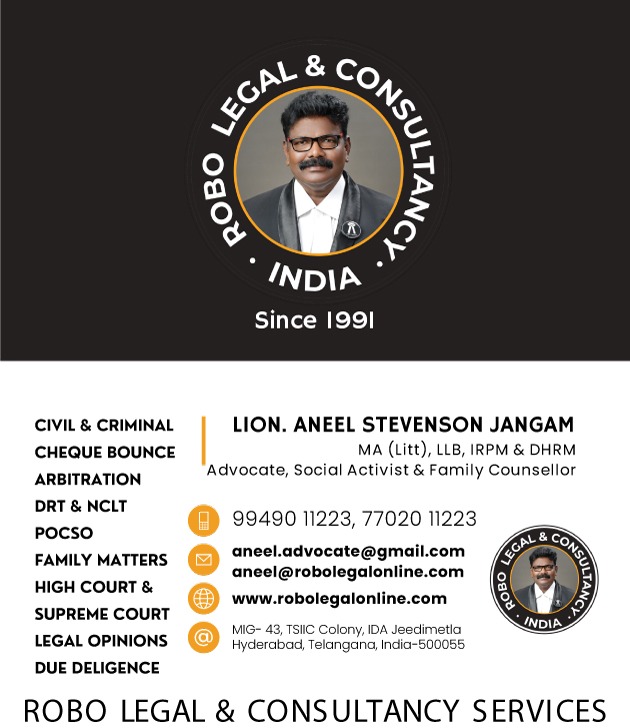 ROBO LEGAL & CONSULTANCY
· INDIA ·
Since 1991
CIVIL & CRIMINAL
CHEQUE BOUNCE
ARBITRATION
DRT & NCLT
POCSO
FAMILY MATTERS
HIGH COURT &
SUPREME COURT
LEGAL OPINIONS
DUE DELIGENCE
LION. ANEEL STEVENSON JANGAM
MA (Litt), LLB, IRPM & DHRM
Advocate, Social Activist & Family Counsellor
99490 11223, 77020 11223
aneel.advocate@gmail.com
aneel@robolegalonline.com
www.robolegalonline.com
@
MIG- 43, TSIIC Colony, IDA Jeedimetla
Hyderabad, Telangana, India-500055
ROBO LEGAL & CONSULTANCY
· INDIA ·
ROBO LEGAL & CONSULTANCY SERVICES